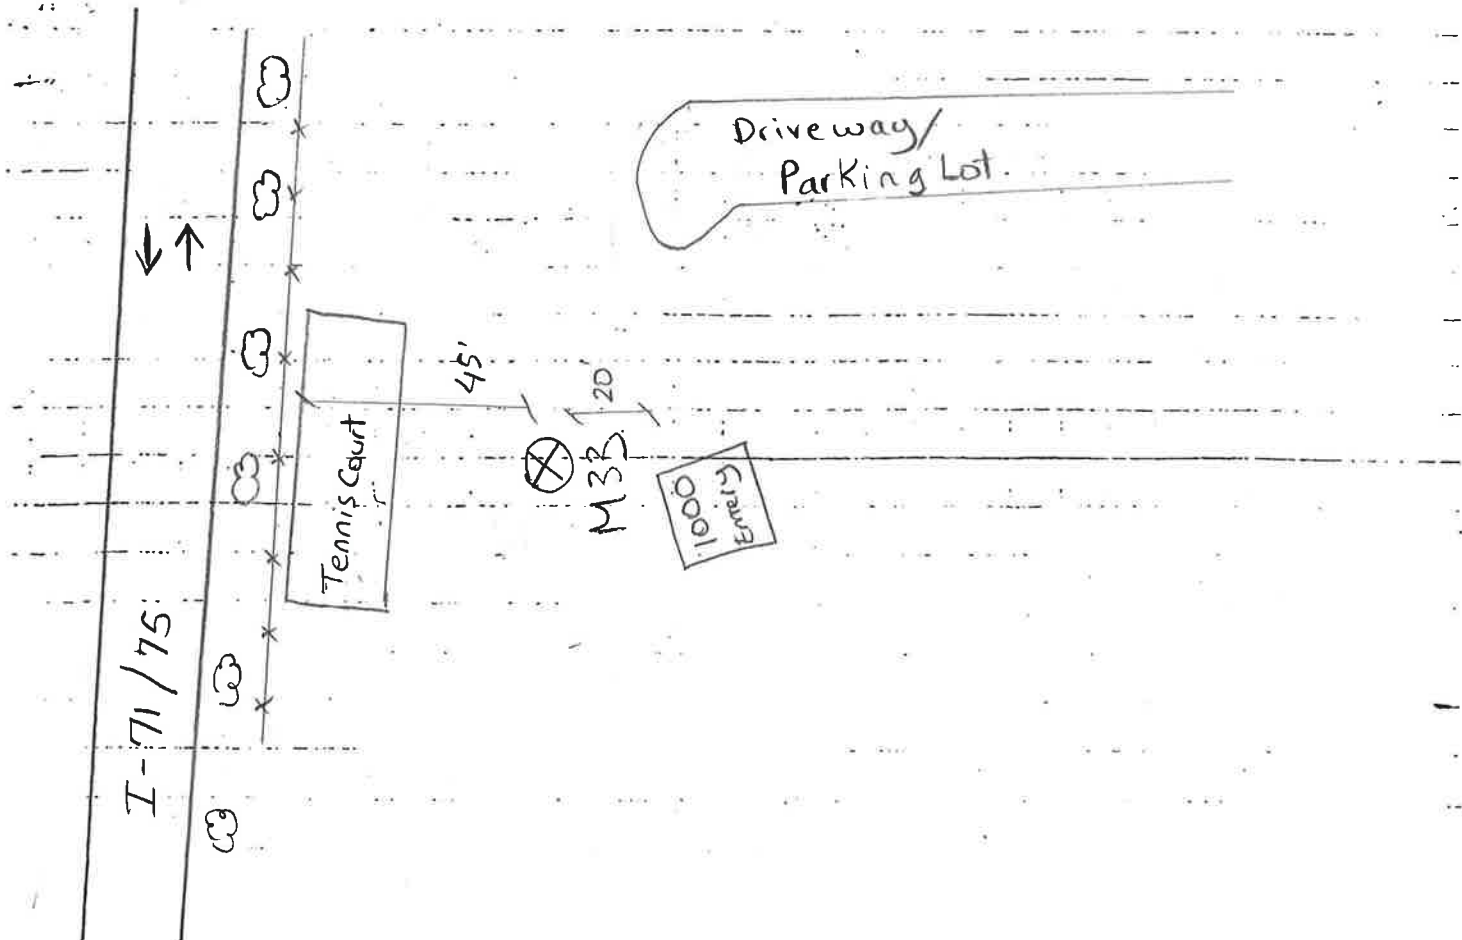 Driveway/
Parking Lot
45'
20'
Tennis Court
M33
1000
Emery
I-71/75